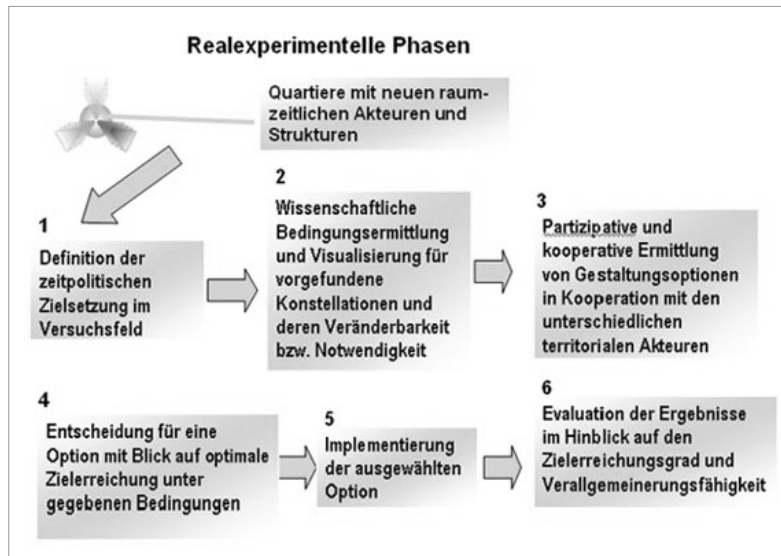 Realexperimentelle Phasen
Quartiere mit neuen raum-
zeitlichen Akteuren und
Strukturen
1
Definition der
zeitpolitischen
Zielsetzung im
Versuchsfeld
2
Wissenschaftliche
Bedingungsermittlung
und Visualisierung für
vorgefundene
Konstellationen und
deren Veränderbarkeit
bzw. Notwendigkeit
3
Partizipative und
kooperative Ermittlung
von Gestaltungsoptionen
in Kooperation mit den
unterschiedlichen
territorialen Akteuren
4
Entscheidung für eine
Option mit Blick auf optimale
Zielerreichung unter
gegebenen Bedingungen
5
Implementierung
der ausgewählten
Option
6
Evaluation der Ergebnisse
im Hinblick auf den
Zielerreichungsgrad und
Verallgemeinerungsfähigkeit